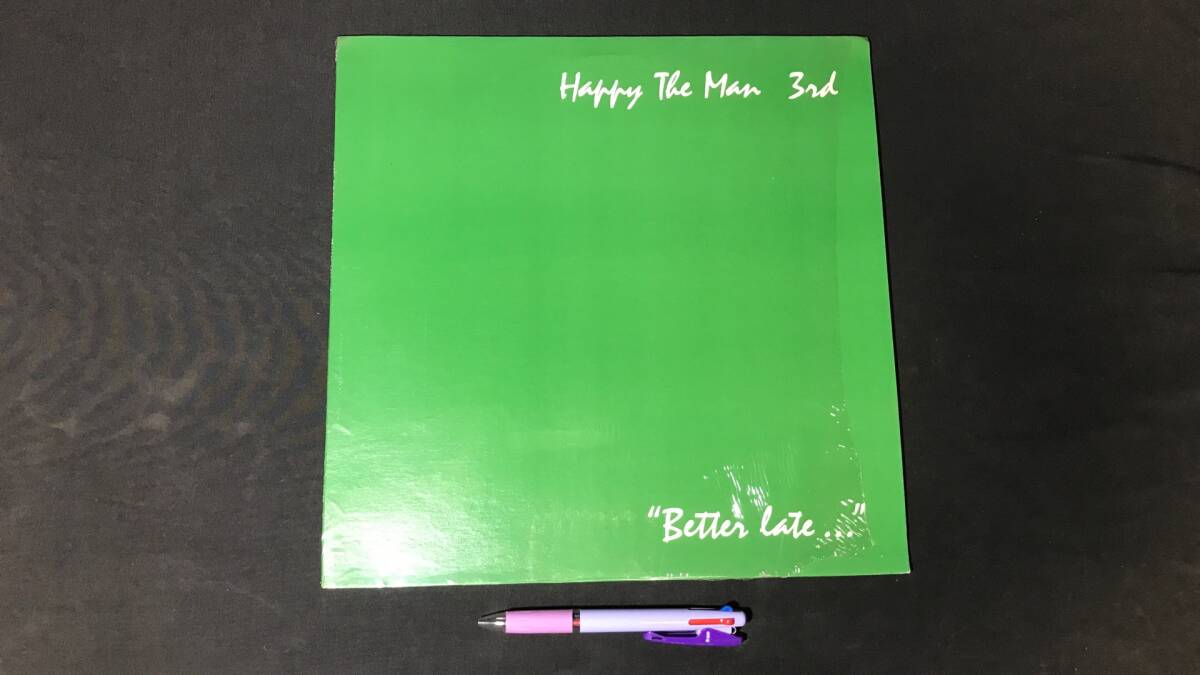 Happy The Man 3rd
"Better late..."